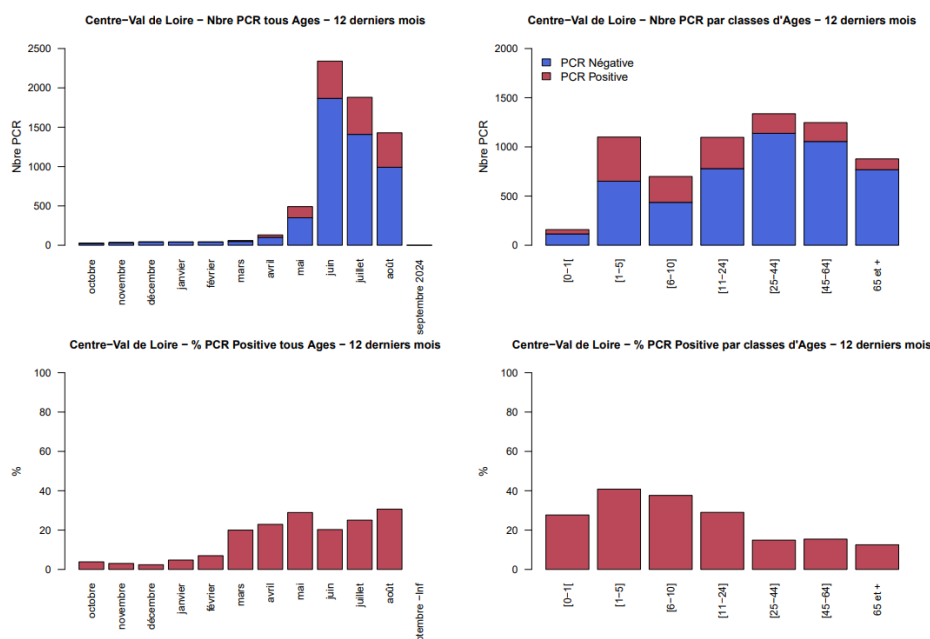 Centre−Val de Loire − Nbre PCR tous Ages − 12 derniers mois
Nbre PCR
2500
2000
1500
1000
500
0
octobre
novembre
décembre
janvier
février
mars
avril
mai
juin
juillet
août
septembre 2024
Centre−Val de Loire − Nbre PCR par classes d'Ages − 12 derniers mois
PCR Négative
PCR Positive
Nbre PCR
2000
1500
1000
500
0
[0−1[
[1−5]
[6−10]
[11−24]
[25−44]
[45−64]
65 et +
Centre−Val de Loire − % PCR Positive tous Ages − 12 derniers mois
%
100
80
60
40
20
0
octobre
novembre
décembre
janvier
février
mars
avril
mai
juin
juillet
août
ptembre −Inf
Centre−Val de Loire − % PCR Positive par classes d'Ages − 12 derniers mois
%
100
80
60
40
20
0
[0−1[
[1−5]
[6−10]
[11−24]
[25−44]
[45−64]
65 et +